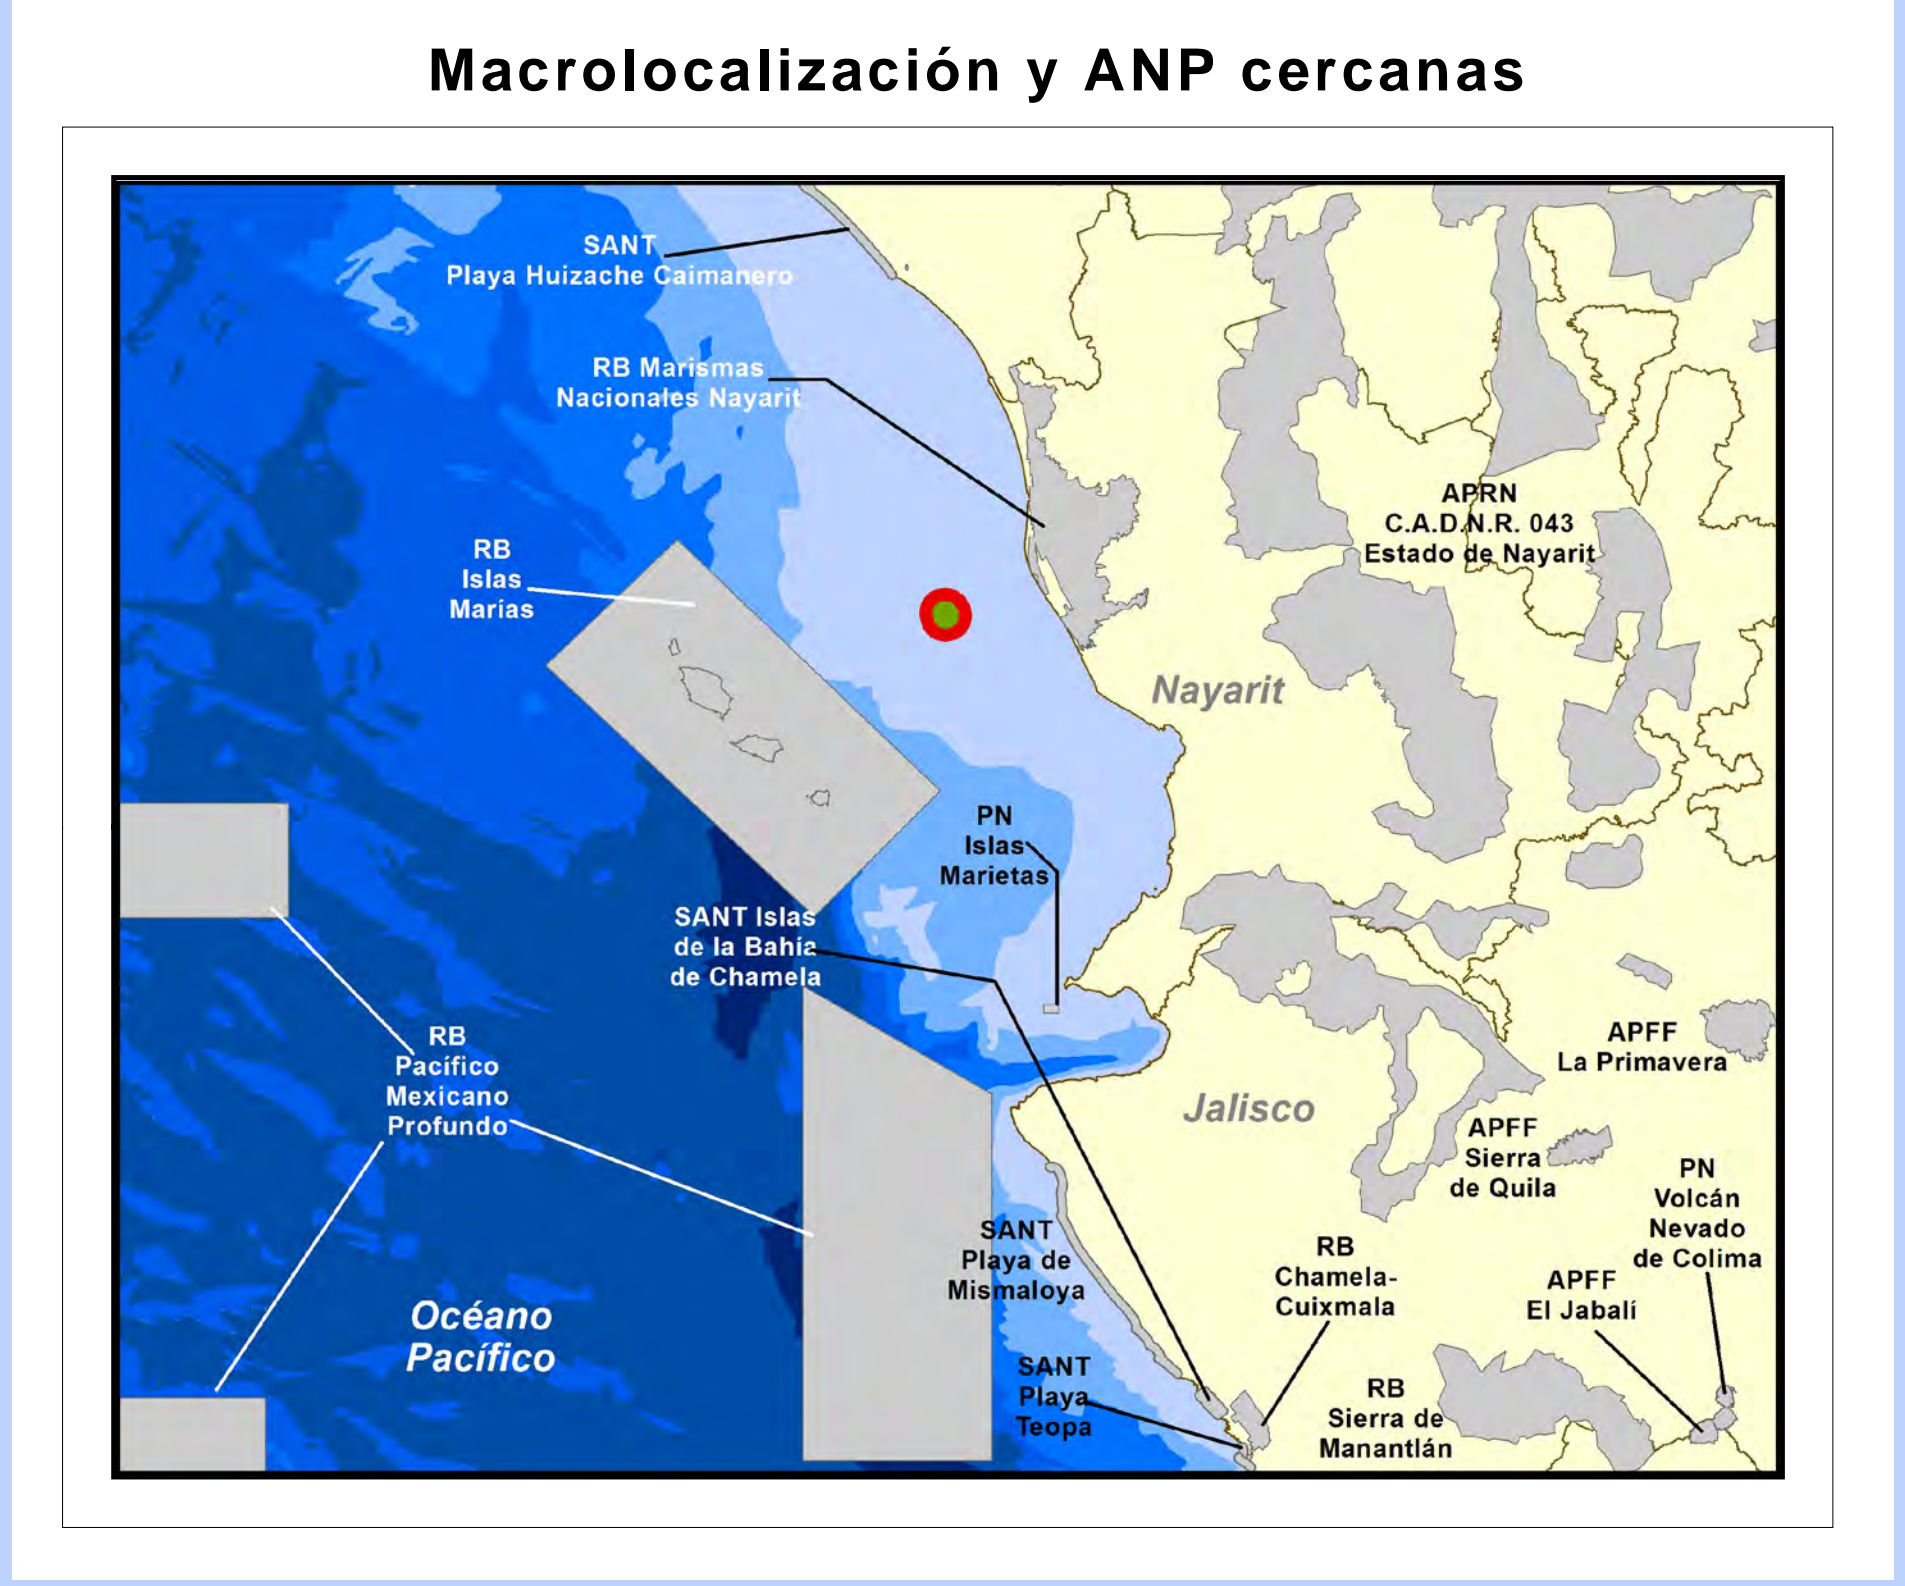 Macrolocalización y ANP cercanas
SANT
Playa Huizache Caimanero
RB Marismas
Nacionales Nayarit
APRN
C.A.D.N.R. 043
Estado de Nayarit
RB
Islas
Marías
Nayarit
PN
Islas
Marietas
SANT Islas
de la Bahía
de Chamela
RB
Pacífico
Mexicano
Profundo
APFF
La Primavera
Jalisco
APFF
Sierra
de Quila
PN
Volcán
Nevado
de Colima
SANT
Playa de
Mismaloya
RB
Chamela-
Cuixmala
APFF
El Jabalí
Océano
Pacífico
SANT
Playa
Teopa
RB
Sierra de
Manantlán